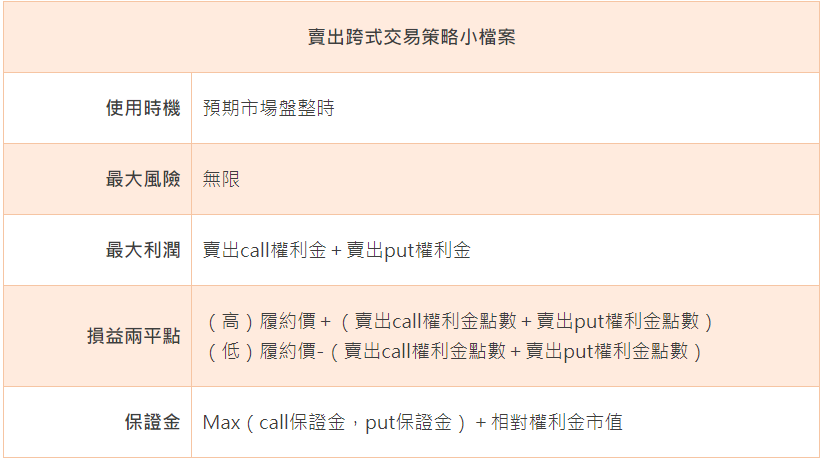 賣出跨式交易策略小檔案
使用時機 預期市場盤整時
最大風險 無限
最大利潤 賣出call權利金＋賣出put權利金
損益兩平點
（高）履約價＋（賣出call權利金點數＋賣出put權利金點數）
（低）履約價-（賣出call權利金點數＋賣出put權利金點數）
保證金 Max（call保證金，put保證金）＋相對權利金市值